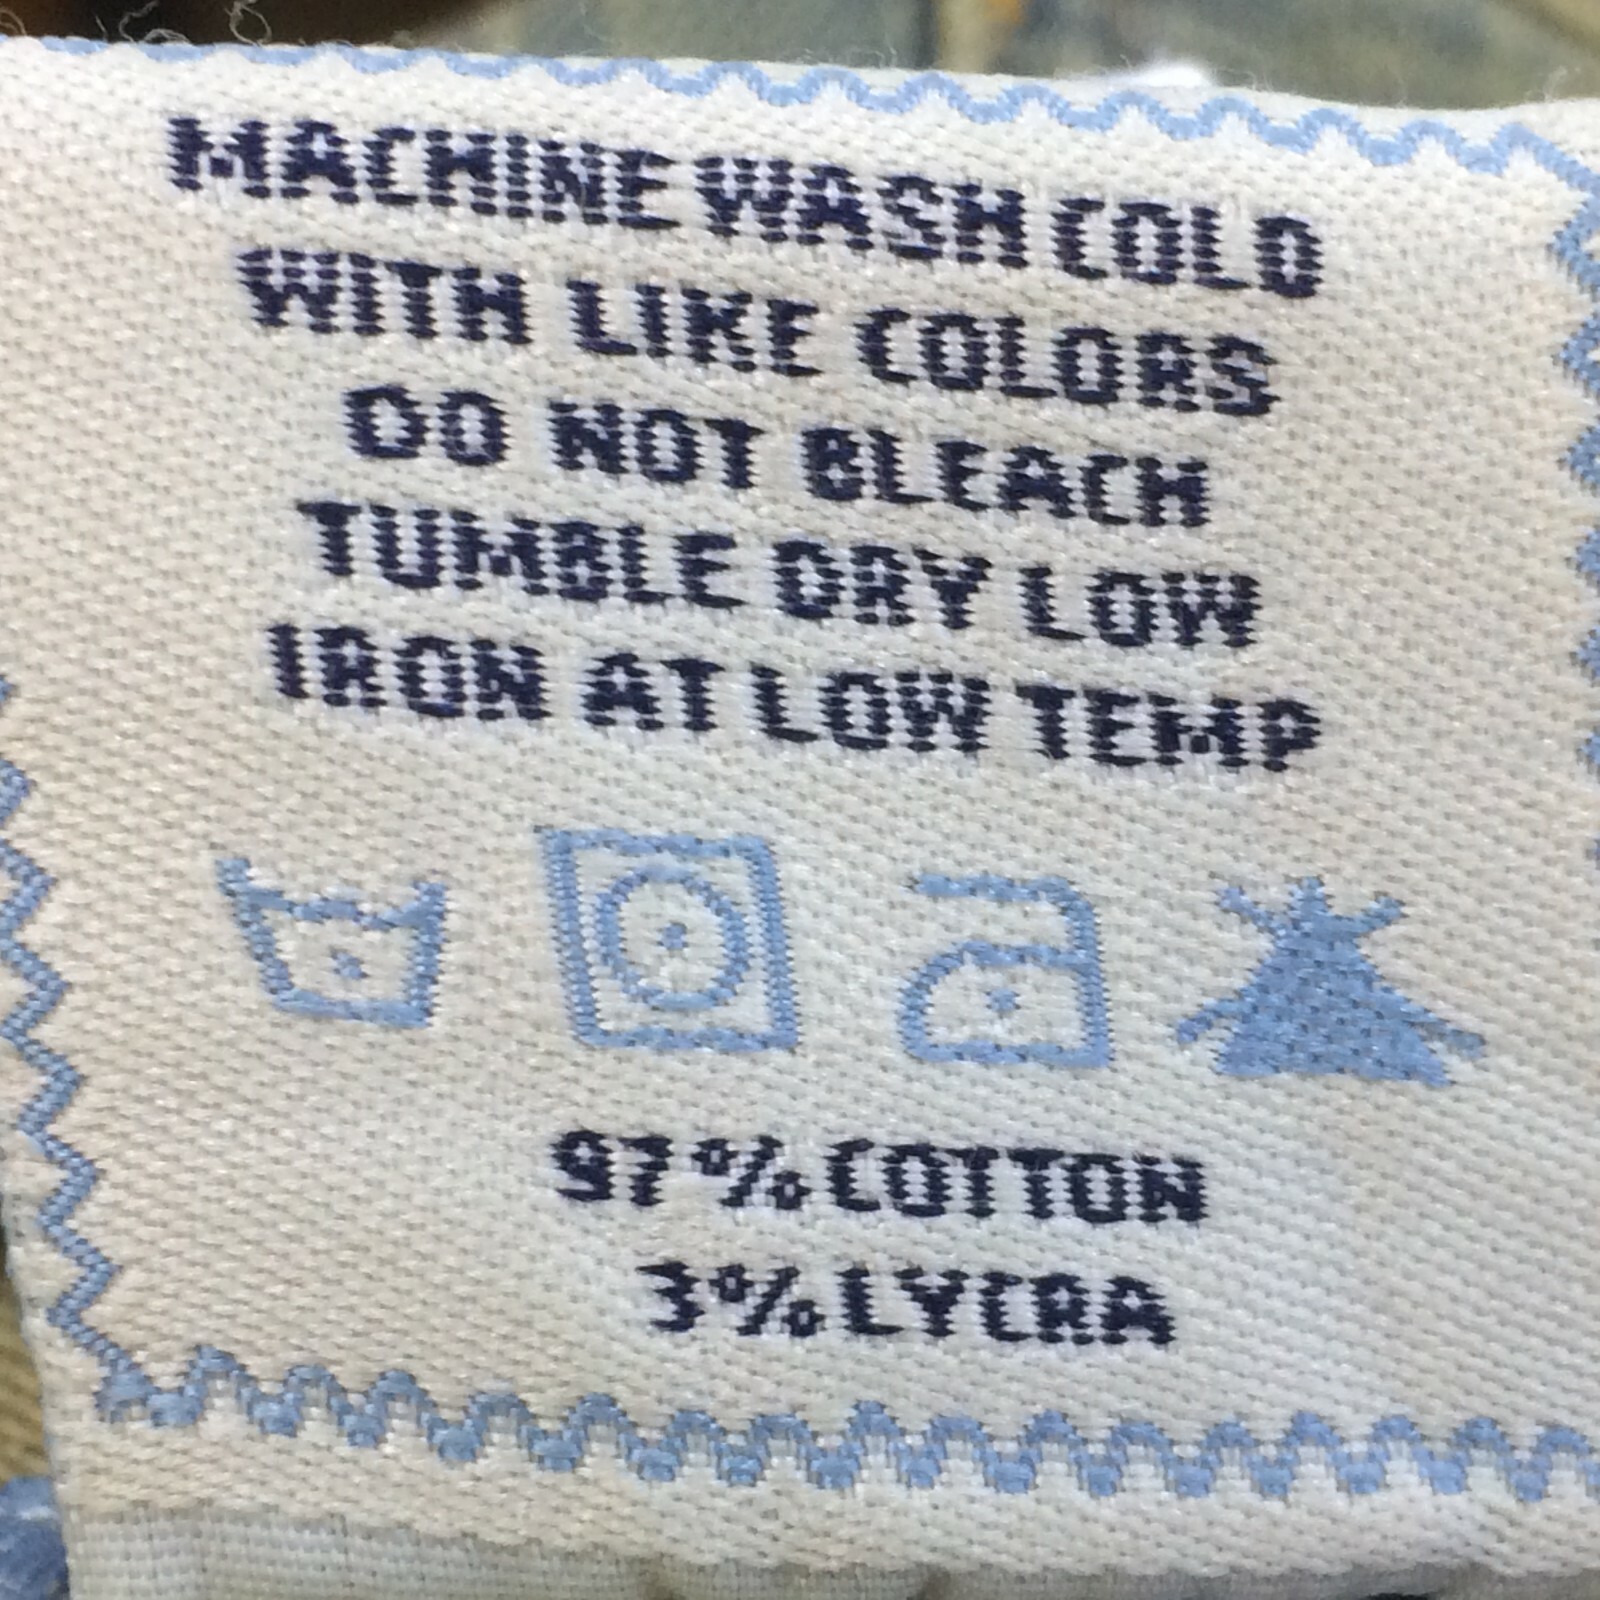 MACHINE WASH COLD
WITH LIKE COLORS
DO NOT BLEACH
TUMBLE DRY LOW
IRON AT LOW TEMP
97% COTTON
3% LYCRA